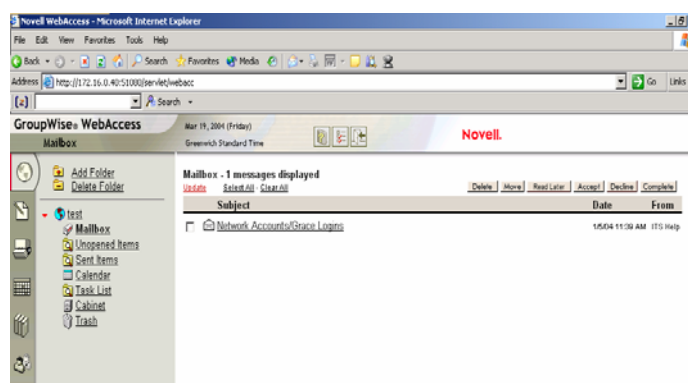 Novell WebAccess - Microsoft Internet Explorer
File Edit View Favorites Tools Help
Back Search Favorites Media
Address http://172.16.0.40:51080/servlet/webacc Go Links
Search
GroupWise WebAccess Mar 19, 2004 (Friday) Novell.
Mailbox Greenwich Standard Time
Add Folder
Delete Folder
Mailbox - 1 messages displayed
Update Select All - Clear All Delete Move Read Later Accept Decline Complete
Subject Date From
Network Accounts/Grace Logins 1/5/04 11:39 AM ITS Help
test
Mailbox
Unopened Items
Sent Items
Calendar
Task List
Cabinet
Trash